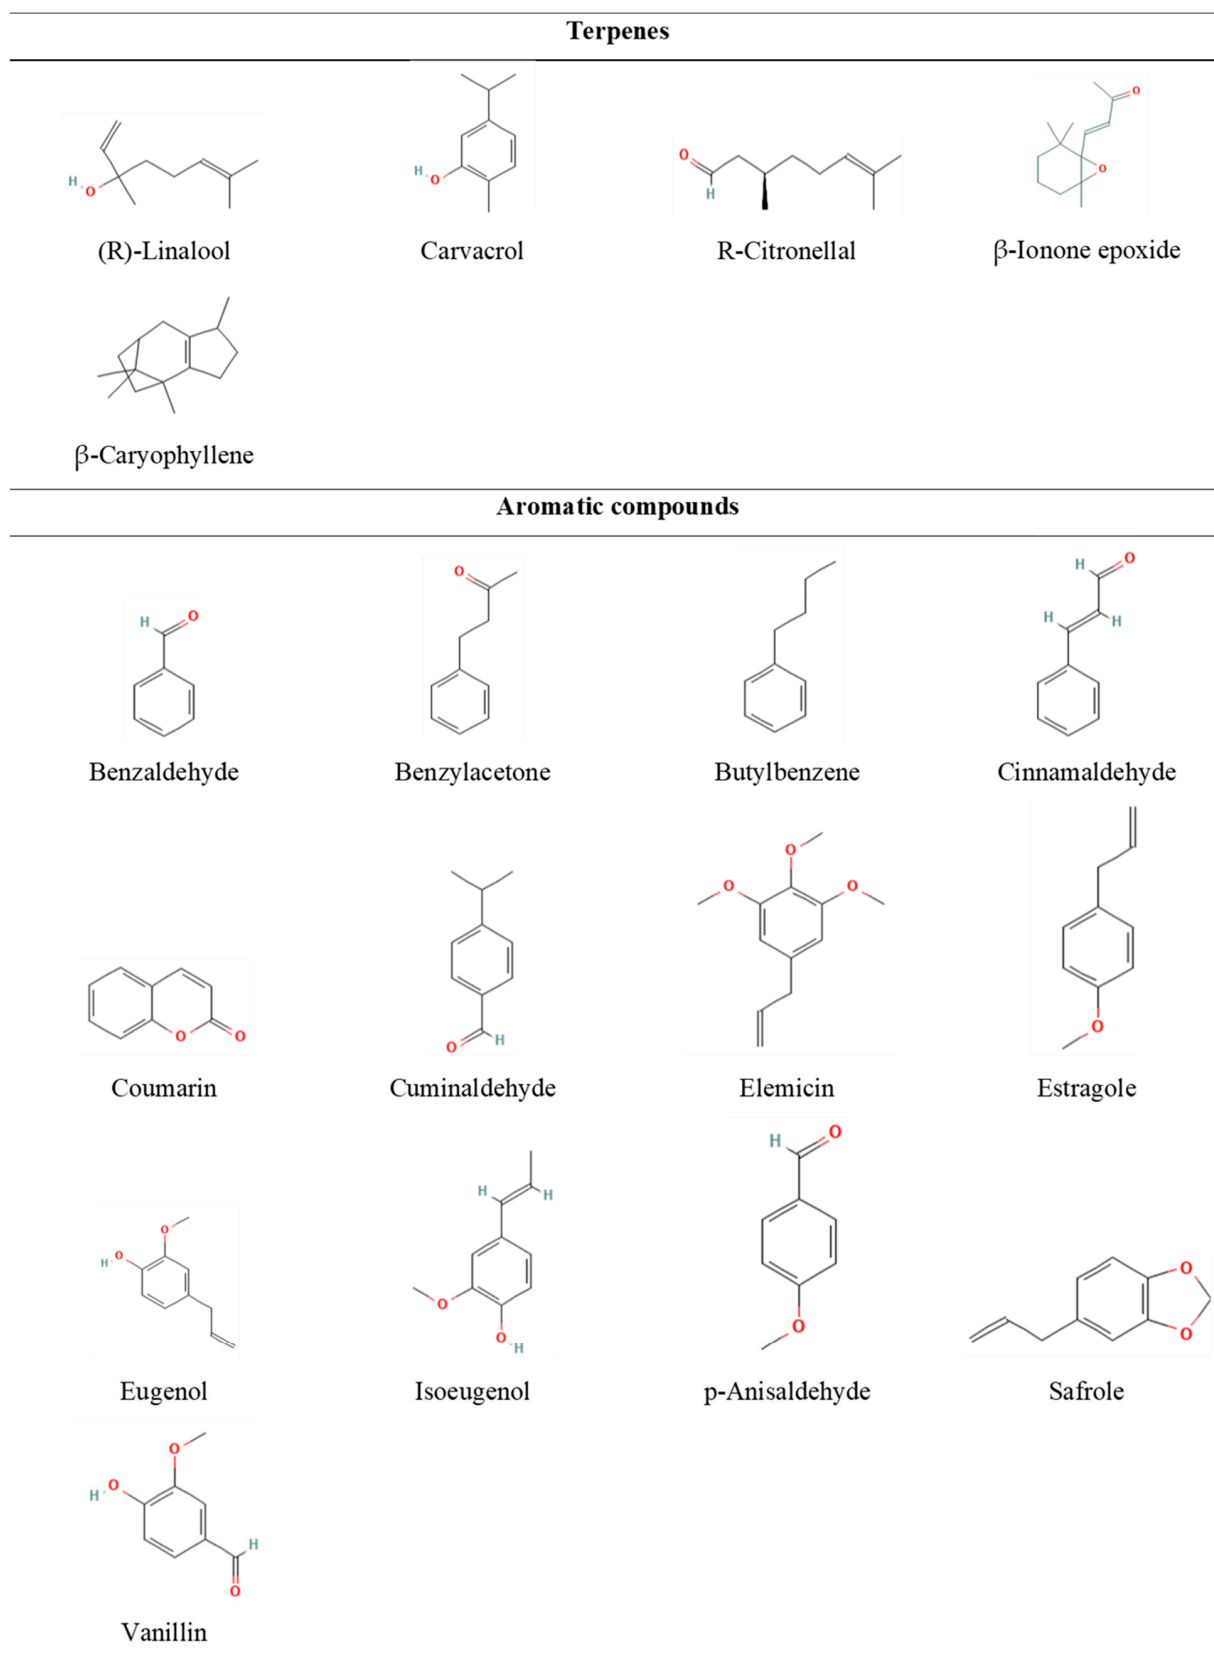 Terpenes
H O
O H
O H
O O
(R)-Linalool Carvacrol R-Citronellal β-Ionone epoxide
β-Caryophyllene
Aromatic compounds
H O
O
H O H H
Benzaldehyde Benzylacetone Butylbenzene Cinnamaldehyde
O O
O H
O O O
O
Coumarin Cuminaldehyde Elemicin Estragole
H O O
H H O O H
H O
O O
O
Eugenol Isoeugenol p-Anisaldehyde Safrole
O
H O
H
O
Vanillin